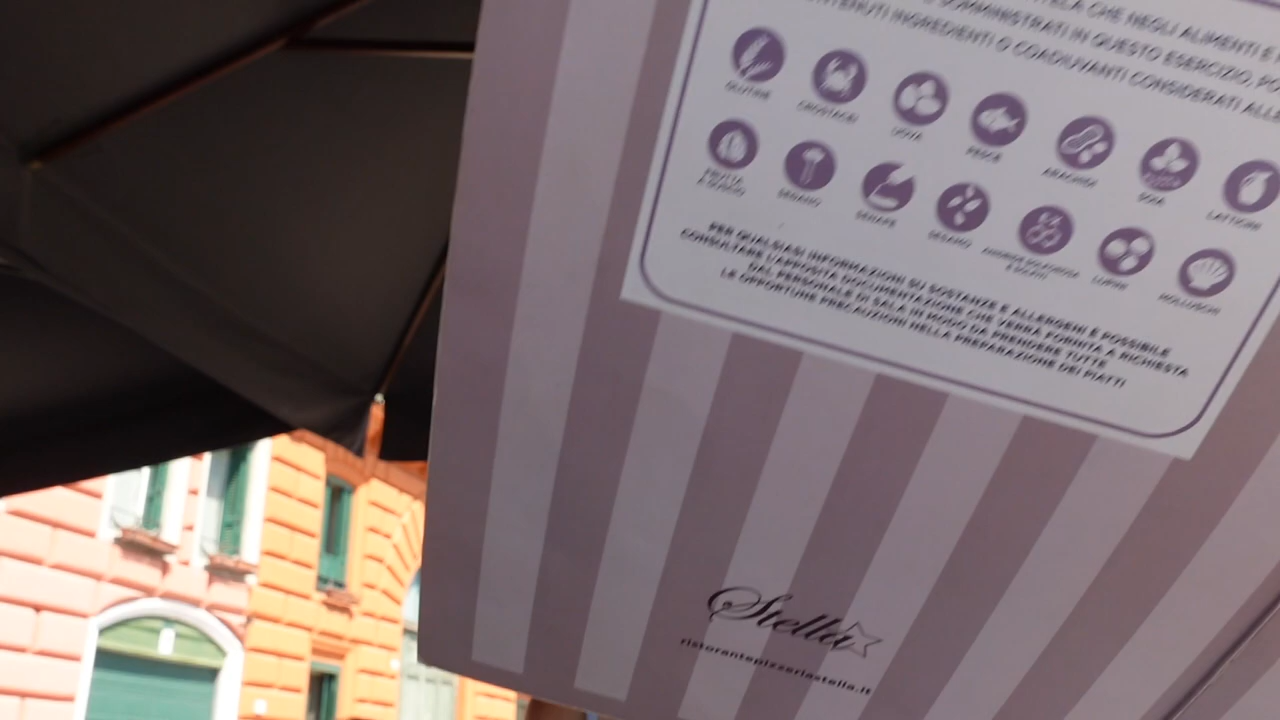 TELA CHE NEGLI ALIMENTI E
SOMMINISTRATI IN QUESTO ESERCIZIO, PO
INGREDIENTI O COADIUVANTI CONSIDERATI ALLE
GLUTINE
CROSTACEI
UOVA
PESCE
ARACHIDI
SOIA
LATTICINI
FRUTTA
A GUSCIO
SEDANO
SENAPE
SESAMO
ANIDRIDE SOLFOROSA
E SOLFITI
LUPINI
MOLLUSCHI
PER QUALSIASI INFORMAZIONI SU SOSTANZE E ALLERGENI È POSSIBILE
CONSULTARE L'APPOSITA DOCUMENTAZIONE CHE VERRÀ FORNITA A RICHIESTA
DAL PERSONALE DI SALA IN MODO DA PRENDERE TUTTE
LE OPPORTUNE PRECAUZIONI NELLA PREPARAZIONE DEI PIATTI
Stella
ristorantepizzeriastella.it